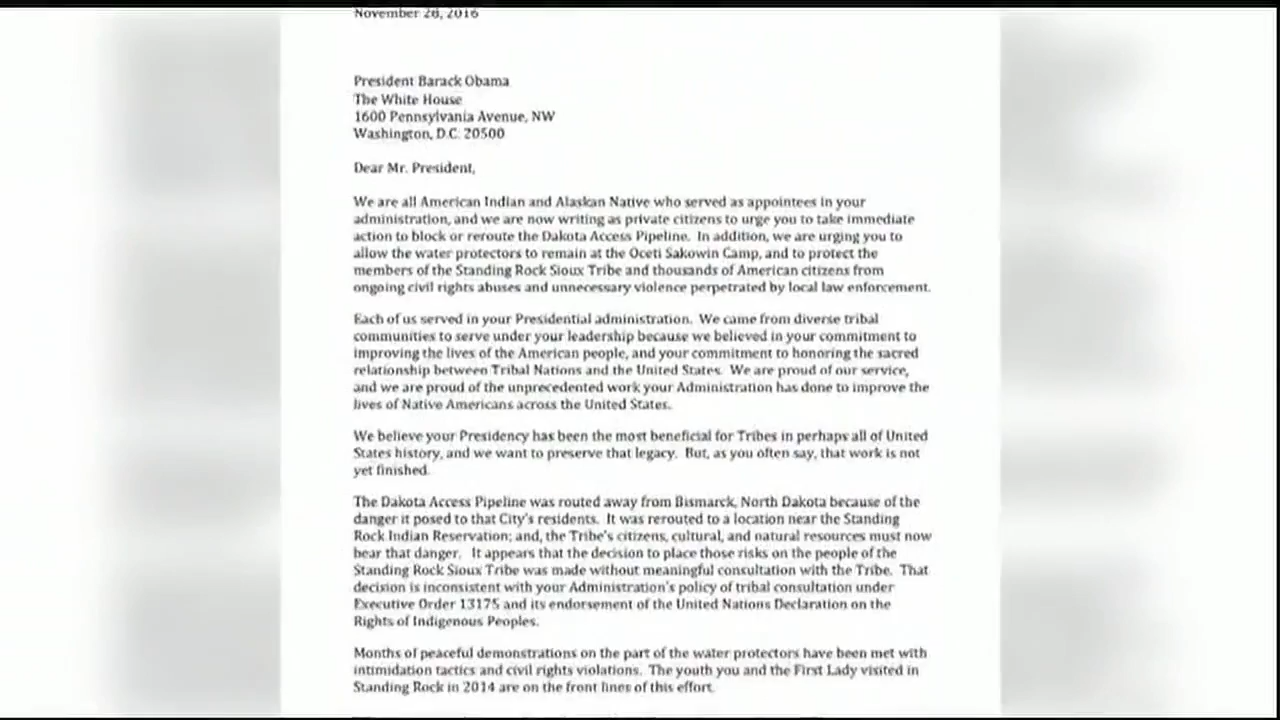 November 28, 2016
President Barack Obama
The White House
1600 Pennsylvania Avenue, NW
Washington, D.C. 20500
Dear Mr. President,
We are all American Indian and Alaskan Native who served as appointees in your
administration, and we are now writing as private citizens to urge you to take immediate
action to block or reroute the Dakota Access Pipeline. In addition, we are urging you to
allow the water protectors to remain at the Oceti Sakowin Camp, and to protect the
members of the Standing Rock Sioux Tribe and thousands of American citizens from
ongoing civil rights abuses and unnecessary violence perpetrated by local law enforcement.
Each of us served in your Presidential administration. We came from diverse tribal
communities to serve under your leadership because we believed in your commitment to
improving the lives of the American people, and your commitment to honoring the sacred
relationship between Tribal Nations and the United States. We are proud of our service,
and we are proud of the unprecedented work your Administration has done to improve the
lives of Native Americans across the United States.
We believe your Presidency has been the most beneficial for Tribes in perhaps all of United
States history, and we want to preserve that legacy. But, as you often say, that work is not
yet finished.
The Dakota Access Pipeline was routed away from Bismarck, North Dakota because of the
danger it posed to that City's residents. It was rerouted to a location near the Standing
Rock Indian Reservation; and, the Tribe's citizens, cultural, and natural resources must now
bear that danger. It appears that the decision to place those risks on the people of the
Standing Rock Sioux Tribe was made without meaningful consultation with the Tribe. That
decision is inconsistent with your Administration's policy of tribal consultation under
Executive Order 13175 and its endorsement of the United Nations Declaration on the
Rights of Indigenous Peoples.
Months of peaceful demonstrations on the part of the water protectors have been met with
intimidation tactics and civil rights violations. The youth you and the First Lady visited in
Standing Rock in 2014 are on the front lines of this effort.